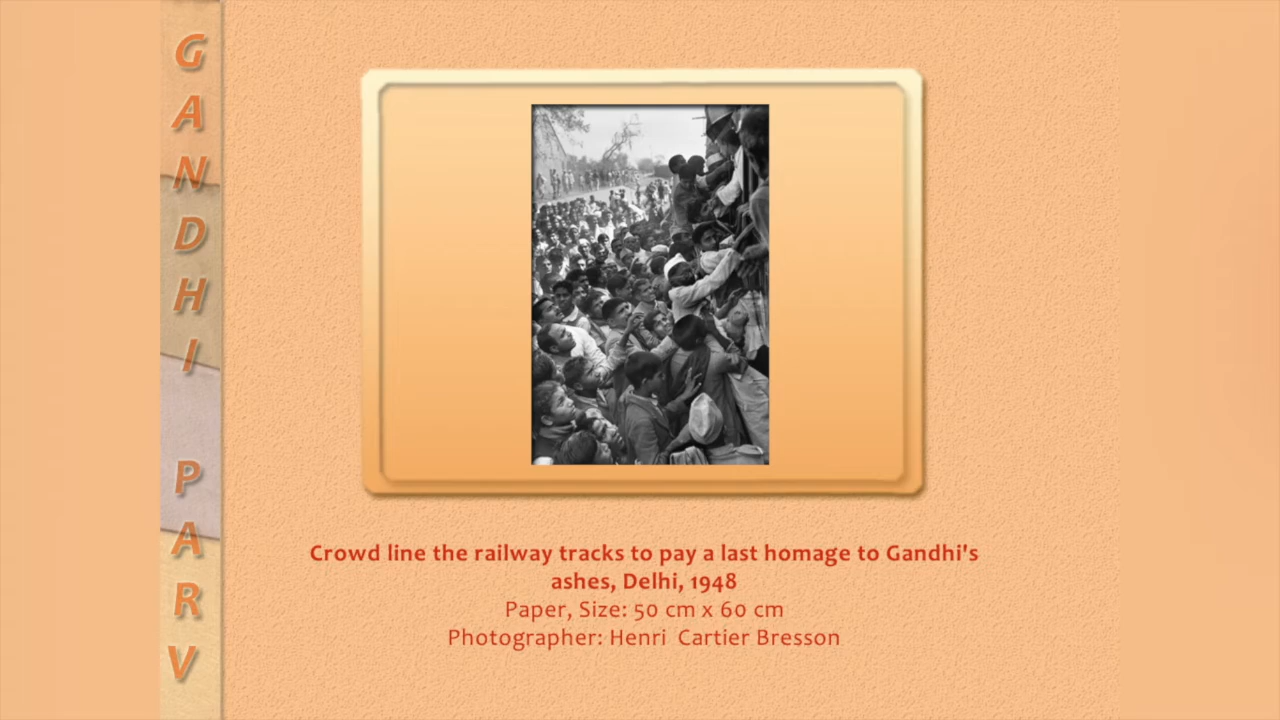 GANDHI PARV
Crowd line the railway tracks to pay a last homage to Gandhi's
ashes, Delhi, 1948
Paper, Size: 50 cm x 60 cm
Photographer: Henri Cartier Bresson